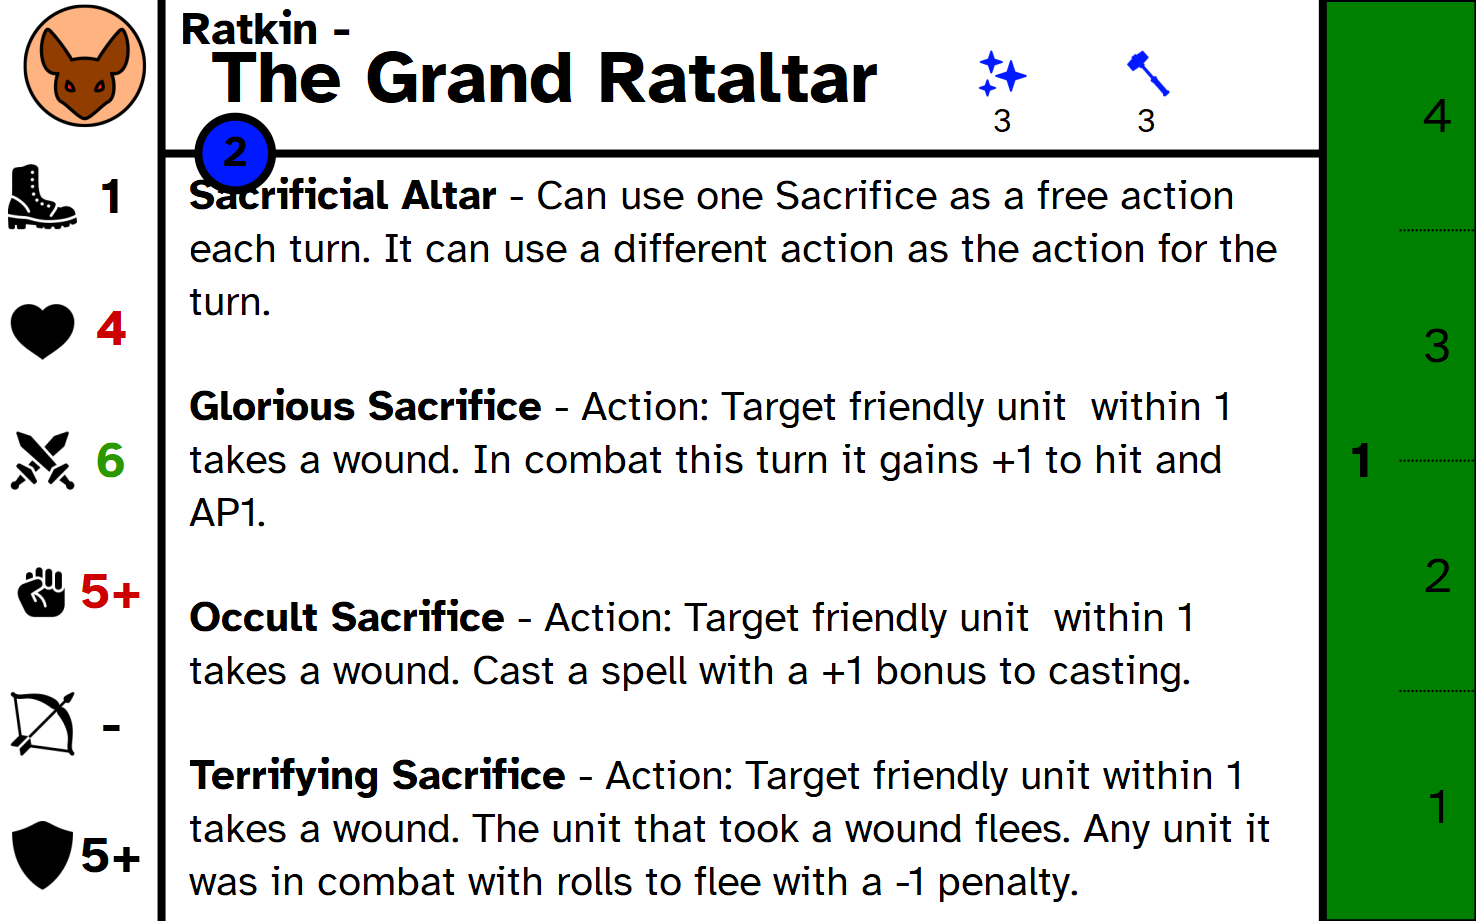 Ratkin -
The Grand Rataltar
3 3
2
1
4
6
5+
-
5+
Sacrificial Altar - Can use one Sacrifice as a free action
each turn. It can use a different action as the action for the
turn.
Glorious Sacrifice - Action: Target friendly unit  within 1
takes a wound. In combat this turn it gains +1 to hit and
AP1.
Occult Sacrifice - Action: Target friendly unit  within 1
takes a wound. Cast a spell with a +1 bonus to casting.
Terrifying Sacrifice - Action: Target friendly unit within 1
takes a wound. The unit that took a wound flees. Any unit it
was in combat with rolls to flee with a -1 penalty.
4
3
1
2
1